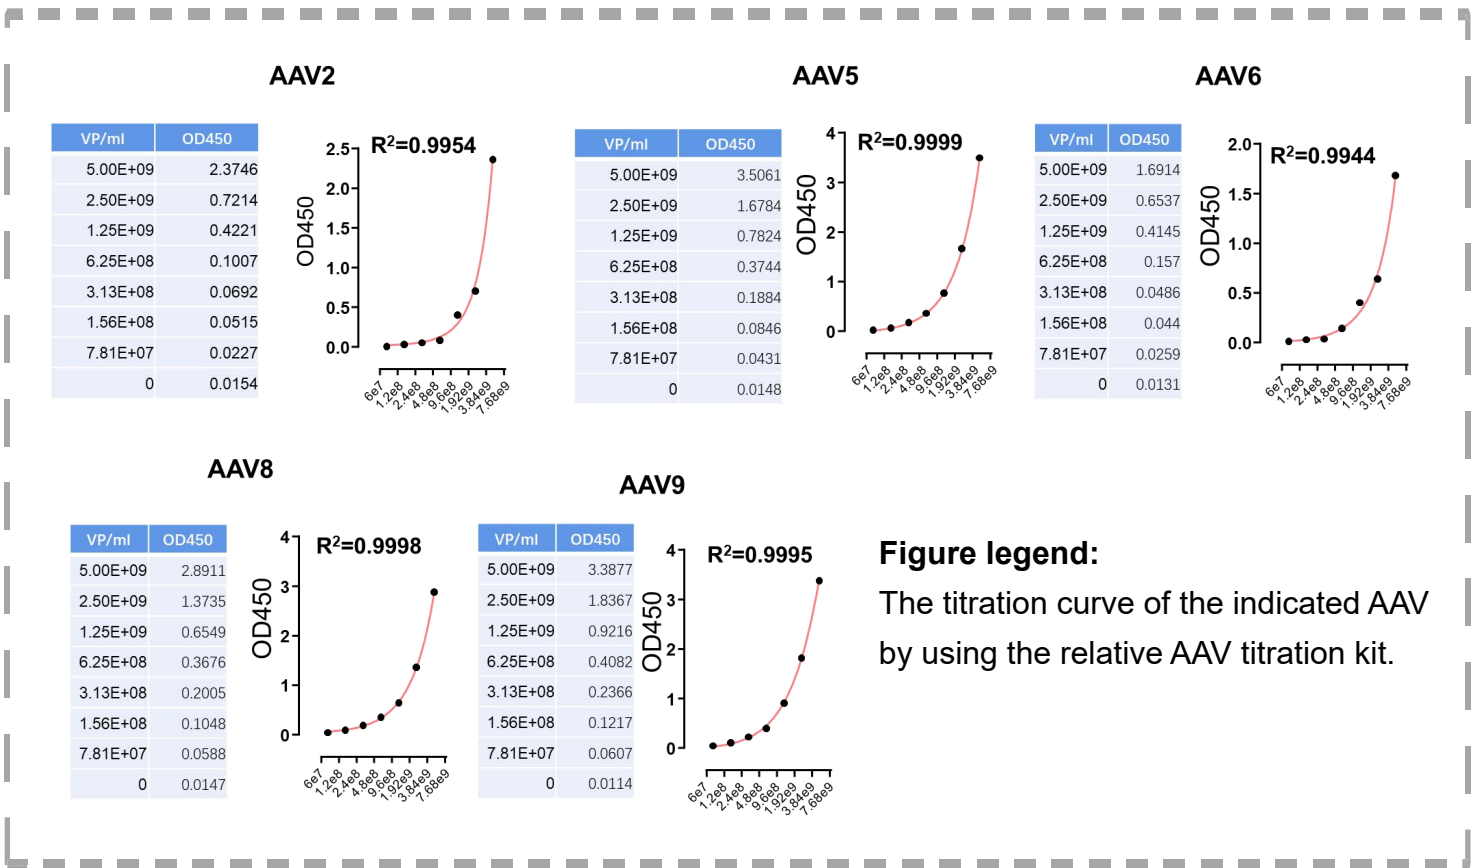 AAV2
VP/ml OD450
5.00E+09 2.3746
2.50E+09 0.7214
1.25E+09 0.4221
6.25E+08 0.1007
3.13E+08 0.0692
1.56E+08 0.0515
7.81E+07 0.0227
0 0.0154
R²=0.9954
OD450
2.5
2.0
1.5
1.0
0.5
0.0
6e7 1.2e8 2.4e8 4.8e8 9.6e8 1.92e9 3.84e9 7.68e9
AAV5
VP/ml OD450
5.00E+09 3.5061
2.50E+09 1.6784
1.25E+09 0.7824
6.25E+08 0.3744
3.13E+08 0.1884
1.56E+08 0.0846
7.81E+07 0.0431
0 0.0148
R²=0.9999
OD450
4
3
2
1
0
6e7 1.2e8 2.4e8 4.8e8 9.6e8 1.92e9 3.84e9 7.68e9
AAV6
VP/ml OD450
5.00E+09 1.6914
2.50E+09 0.6537
1.25E+09 0.4145
6.25E+08 0.157
3.13E+08 0.0486
1.56E+08 0.044
7.81E+07 0.0259
0 0.0131
R²=0.9944
OD450
2.0
1.5
1.0
0.5
0.0
6e7 1.2e8 2.4e8 4.8e8 9.6e8 1.92e9 3.84e9 7.68e9
AAV8
VP/ml OD450
5.00E+09 2.8911
2.50E+09 1.3735
1.25E+09 0.6549
6.25E+08 0.3676
3.13E+08 0.2005
1.56E+08 0.1048
7.81E+07 0.0588
0 0.0147
R²=0.9998
OD450
4
3
2
1
0
6e7 1.2e8 2.4e8 4.8e8 9.6e8 1.92e9 3.84e9 7.68e9
AAV9
VP/ml OD450
5.00E+09 3.3877
2.50E+09 1.8367
1.25E+09 0.9216
6.25E+08 0.4082
3.13E+08 0.2366
1.56E+08 0.1217
7.81E+07 0.0607
0 0.0114
R²=0.9995
OD450
4
3
2
1
0
6e7 1.2e8 2.4e8 4.8e8 9.6e8 1.92e9 3.84e9 7.68e9
Figure legend:
The titration curve of the indicated AAV
by using the relative AAV titration kit.